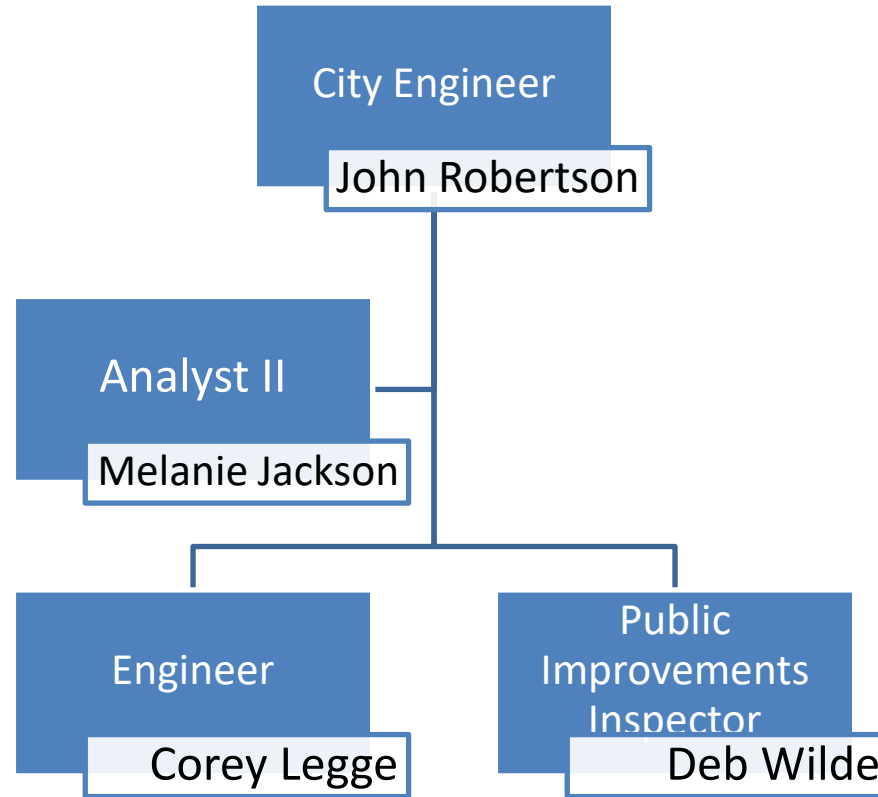 City Engineer
John Robertson
Analyst II
Melanie Jackson
Engineer
Corey Legge
Public
Improvements
Inspector
Deb Wilde